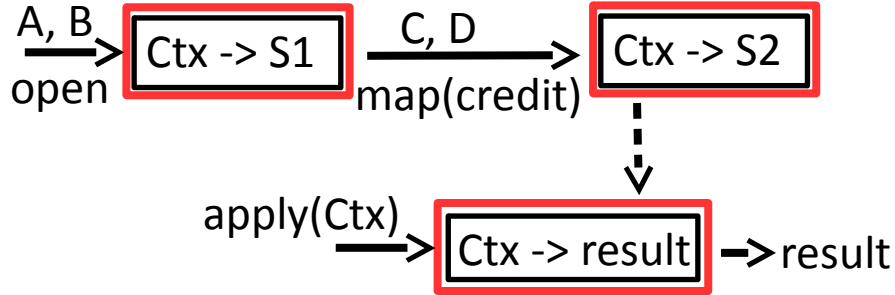 A, B
open
Ctx -> S1
C, D
map(credit)
Ctx -> S2
apply(Ctx)
Ctx -> result
result